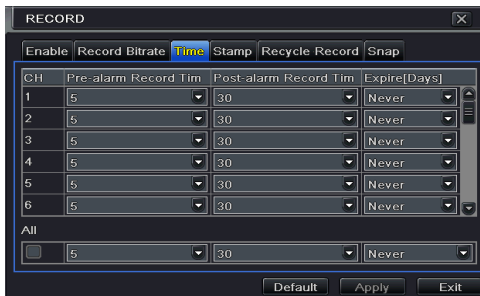 RECORD
Enable Record Bitrate Time Stamp Recycle Record Snap
CH Pre-alarm Record Tim Post-alarm Record Tim Expire[Days]
1 5 30 Never
2 5 30 Never
3 5 30 Never
4 5 30 Never
5 5 30 Never
6 5 30 Never
All
5 30 Never
Default Apply Exit